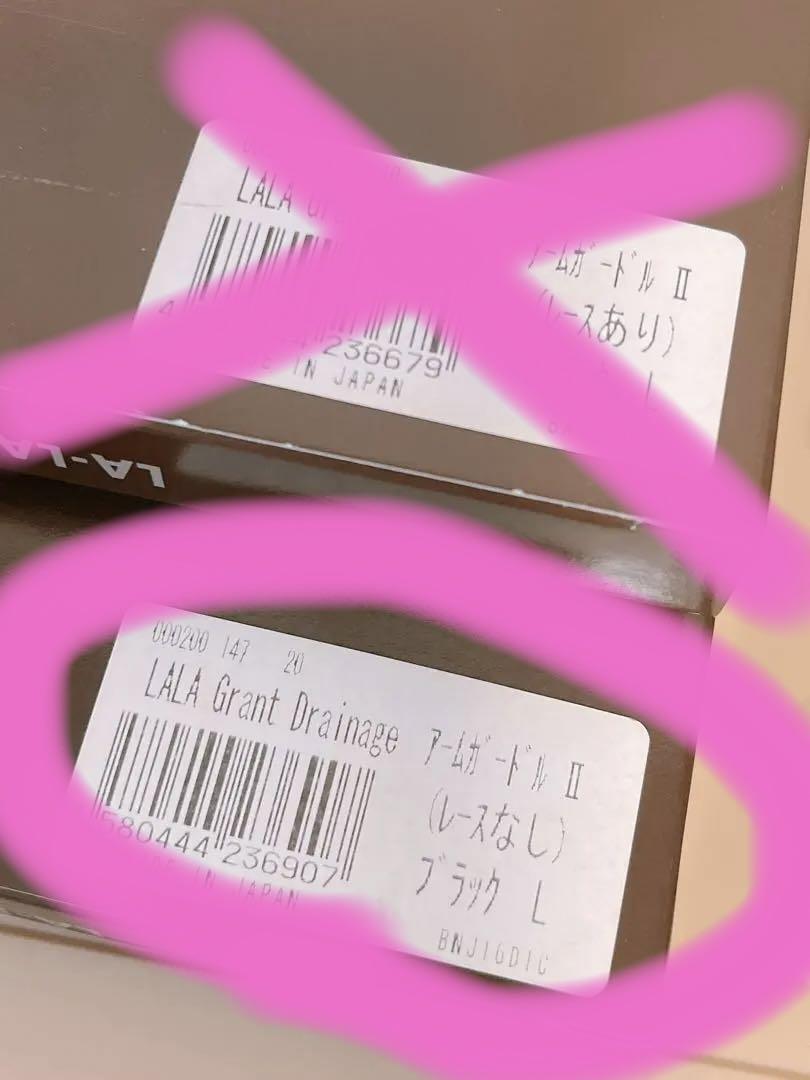 LALA
ームガードル Ⅱ
(レースあり)
L
236679
IN JAPAN
LA-LA
000200 147 20
LALA Grant Drainage
アームガードル Ⅱ
(レースなし)
ブラック L
580444 236907
IN JAPAN
BNJ16D1C